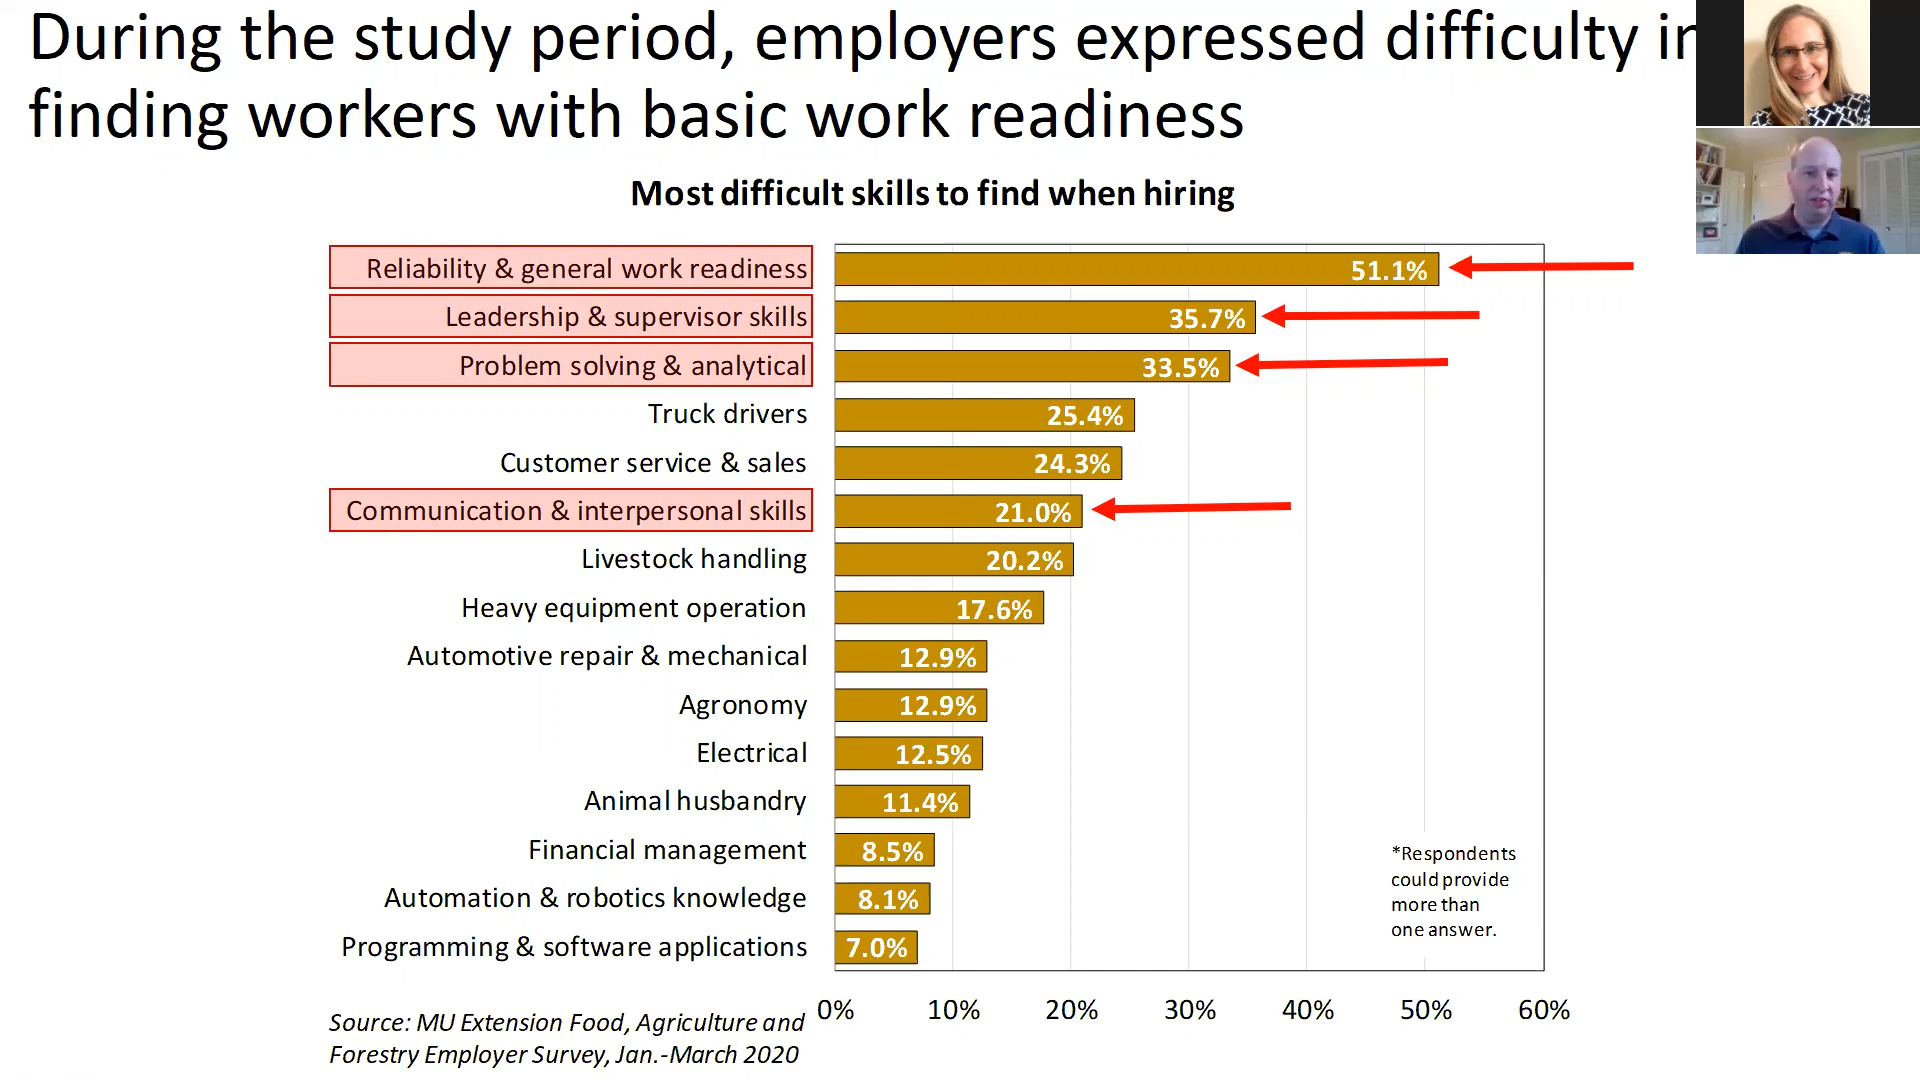 During the study period, employers expressed difficulty in
finding workers with basic work readiness
Most difficult skills to find when hiring
Reliability & general work readiness 51.1%
Leadership & supervisor skills 35.7%
Problem solving & analytical 33.5%
Truck drivers 25.4%
Customer service & sales 24.3%
Communication & interpersonal skills 21.0%
Livestock handling 20.2%
Heavy equipment operation 17.6%
Automotive repair & mechanical 12.9%
Agronomy 12.9%
Electrical 12.5%
Animal husbandry 11.4%
Financial management 8.5%
Automation & robotics knowledge 8.1%
Programming & software applications 7.0%
*Respondents
could provide
more than
one answer.
0% 10% 20% 30% 40% 50% 60%
Source: MU Extension Food, Agriculture and
Forestry Employer Survey, Jan.-March 2020